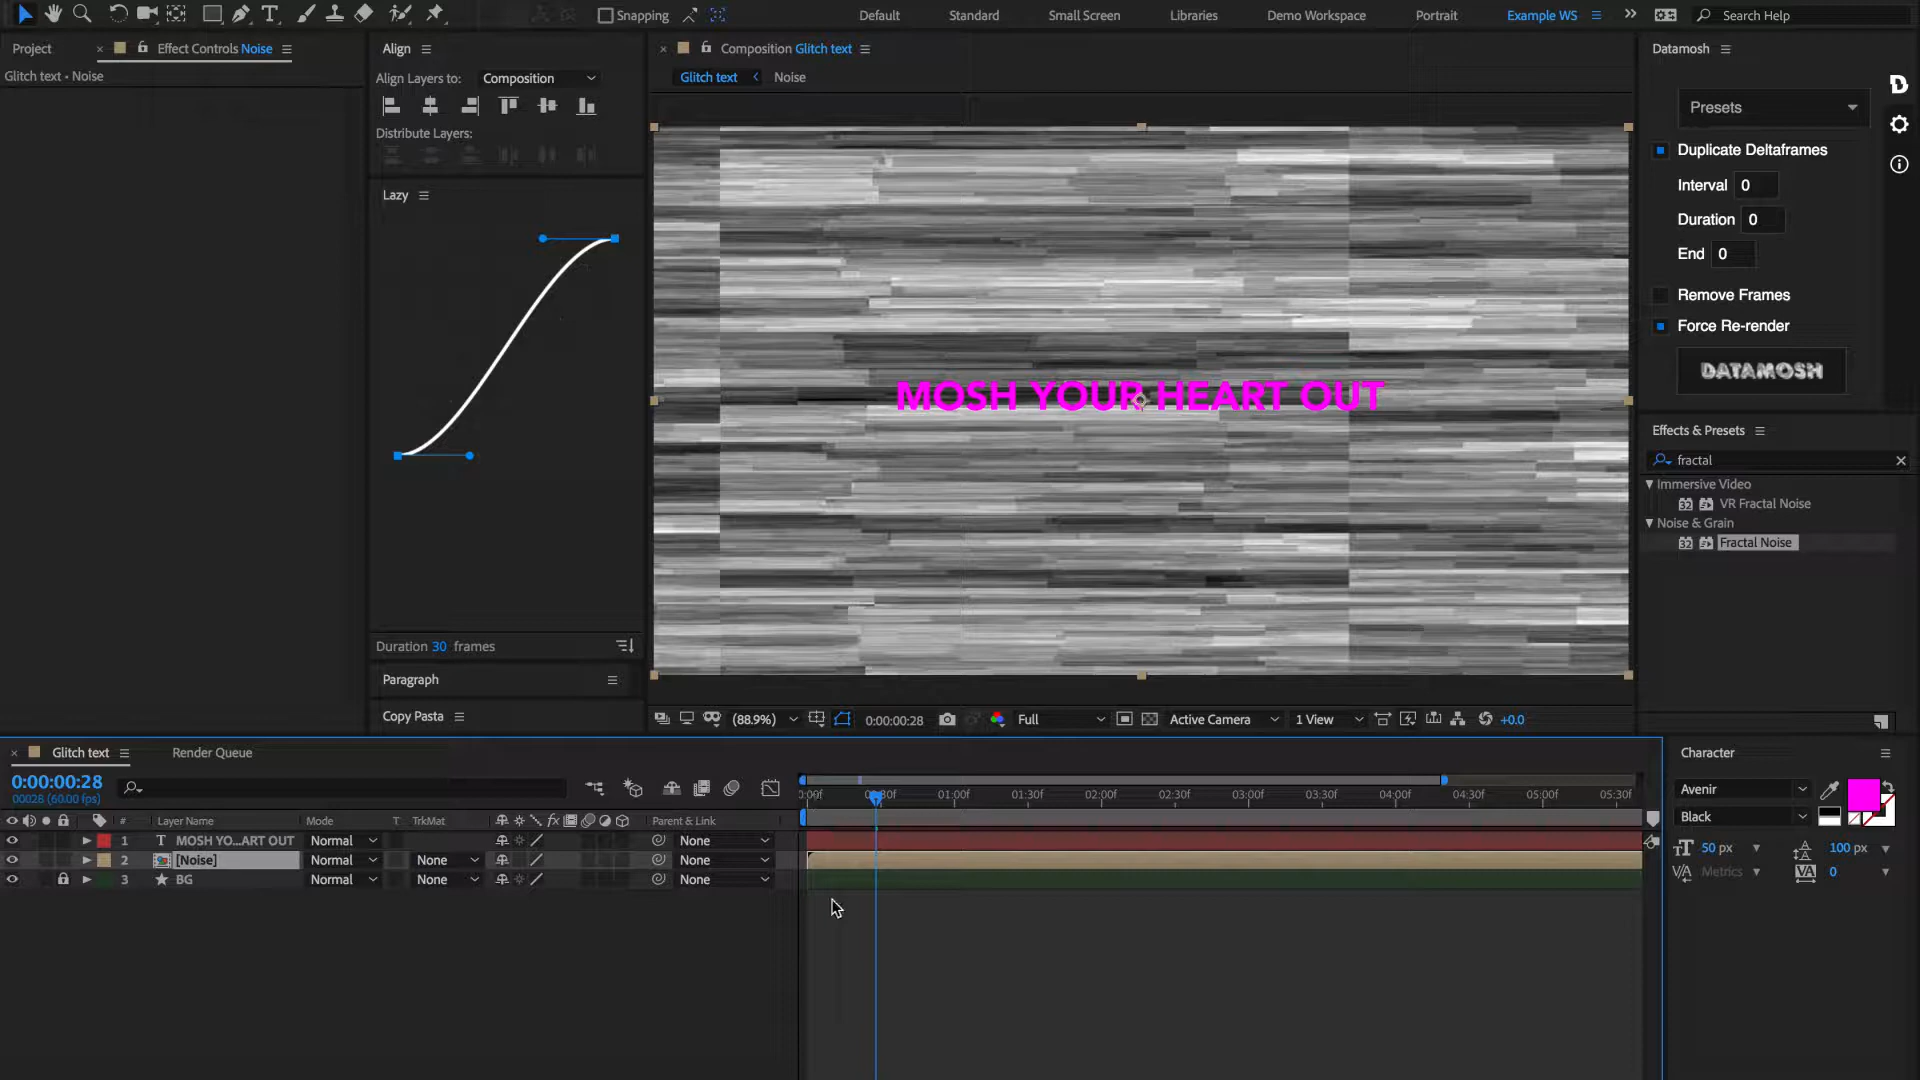 Snapping
Default
Standard
Small Screen
Libraries
Demo Workspace
Portrait
Example WS
Search Help
Project
Effect Controls Noise
Glitch text • Noise
Align
Align Layers to:
Composition
Distribute Layers:
Lazy
Duration 30 frames
Paragraph
Copy Pasta
Composition Glitch text
Glitch text
Noise
MOSH YOUR HEART OUT
(88.9%)
0:00:00:28
Full
Active Camera
1 View
+0.0
Datamosh
Presets
Duplicate Deltaframes
Interval 0
Duration 0
End 0
Remove Frames
Force Re-render
DATAMOSH
Effects & Presets
fractal
Immersive Video
32 VR Fractal Noise
Noise & Grain
32 Fractal Noise
Glitch text
Render Queue
0:00:00:28
00028 (60.00 fps)
# Layer Name Mode T TrkMat fx Parent & Link
1 T MOSH YO...ART OUT Normal None
2 [Noise] Normal None None
3 BG Normal None None
01:00f 01:30f 02:00f 02:30f 03:00f 03:30f 04:00f 04:30f 05:00f 05:30f
Character
Avenir
Black
50 px
100 px
Metrics
0